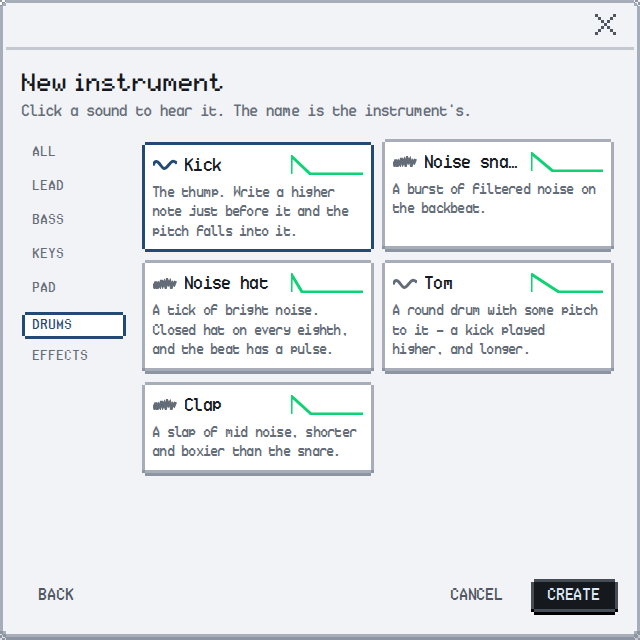 New instrument
Click a sound to hear it. The name is the instrument's.
ALL
LEAD
BASS
KEYS
PAD
DRUMS
EFFECTS
Kick
The thump. Write a higher
note just before it and the
pitch falls into it.
Noise sna…
A burst of filtered noise on
the backbeat.
Noise hat
A tick of bright noise.
Closed hat on every eighth,
and the beat has a pulse.
Tom
A round drum with some pitch
to it – a kick played
higher, and longer.
Clap
A slap of mid noise, shorter
and boxier than the snare.
BACK
CANCEL
CREATE